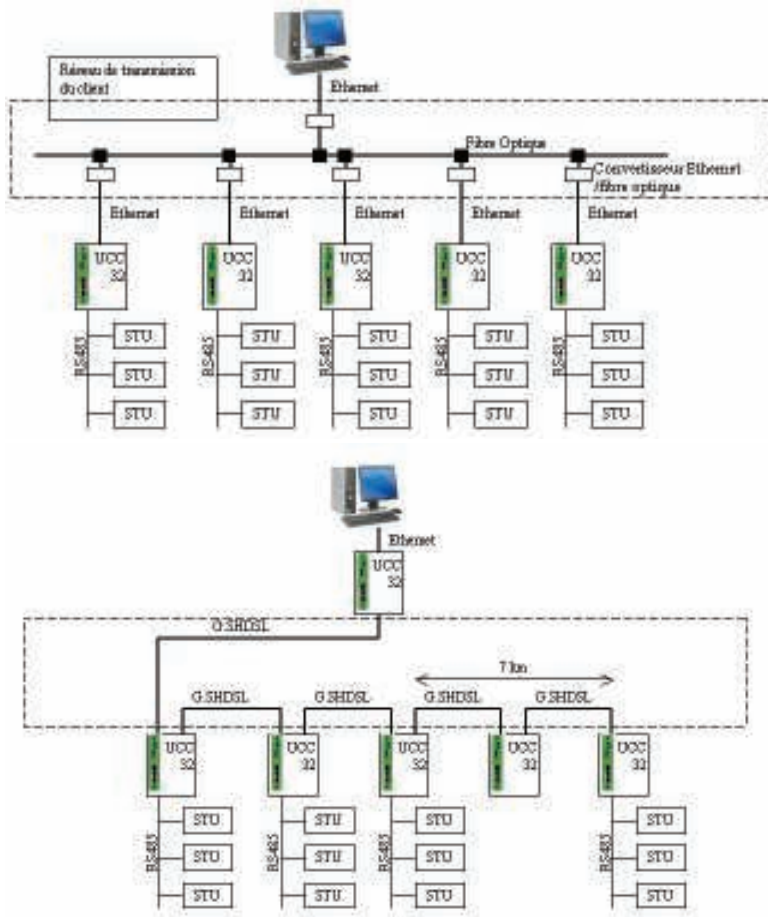 Réseau de transmission
du client
Ethernet
Fibre Optique
Convertisseur Ethernet
/fibre optique
Ethernet
Ethernet
Ethernet
Ethernet
Ethernet
UCC
32
UCC
32
UCC
32
UCC
32
UCC
32
RS485
STU
STU
STU
RS485
STU
STU
STU
RS485
STU
STU
STU
RS485
STU
STU
STU
RS485
STU
STU
STU
Ethernet
UCC
32
G.SHDSL
7 km
G.SHDSL
G.SHDSL
G.SHDSL
G.SHDSL
UCC
32
UCC
32
UCC
32
UCC
32
UCC
32
RS485
STU
STU
STU
RS485
STU
STU
STU
RS485
STU
STU
STU
RS485
STU
STU
STU